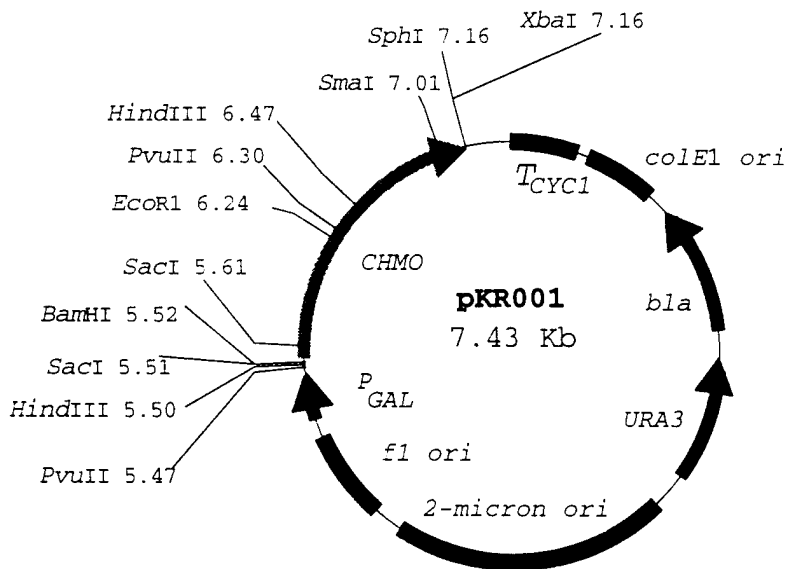 XbaI 7.16
SphI 7.16
SmaI 7.01
HindIII 6.47
PvuII 6.30
EcoR1 6.24
SacI 5.61
BamHI 5.52
SacI 5.51
HindIII 5.50
PvuII 5.47
TCYC1
colE1 ori
CHMO
pKR001
7.43 Kb
bla
PGAL
URA3
f1 ori
2-micron ori